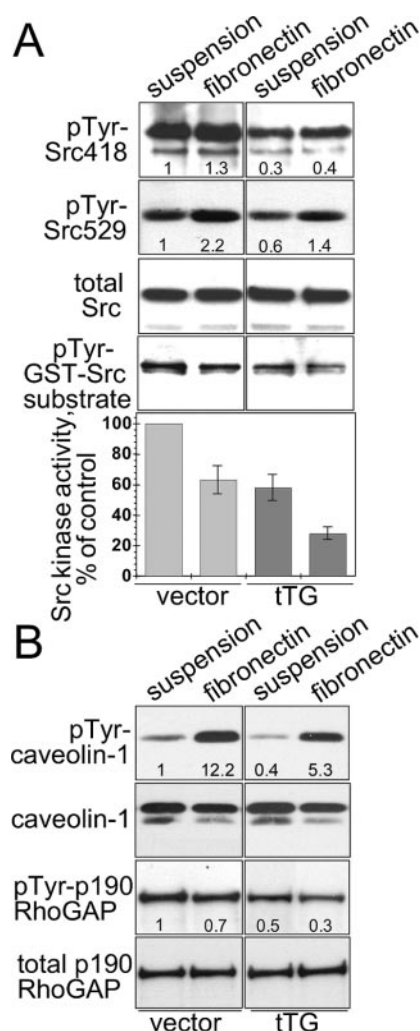 A
suspension fibronectin suspension fibronectin
pTyr-
Src418
1 1.3 0.3 0.4
pTyr-
Src529
1 2.2 0.6 1.4
total
Src
pTyr-
GST-Src
substrate
Src kinase activity,
% of control
100
80
60
40
20
0
vector tTG
B
suspension fibronectin suspension fibronectin
pTyr-
caveolin-1
1 12.2 0.4 5.3
caveolin-1
pTyr-p190
RhoGAP
1 0.7 0.5 0.3
total p190
RhoGAP
vector tTG